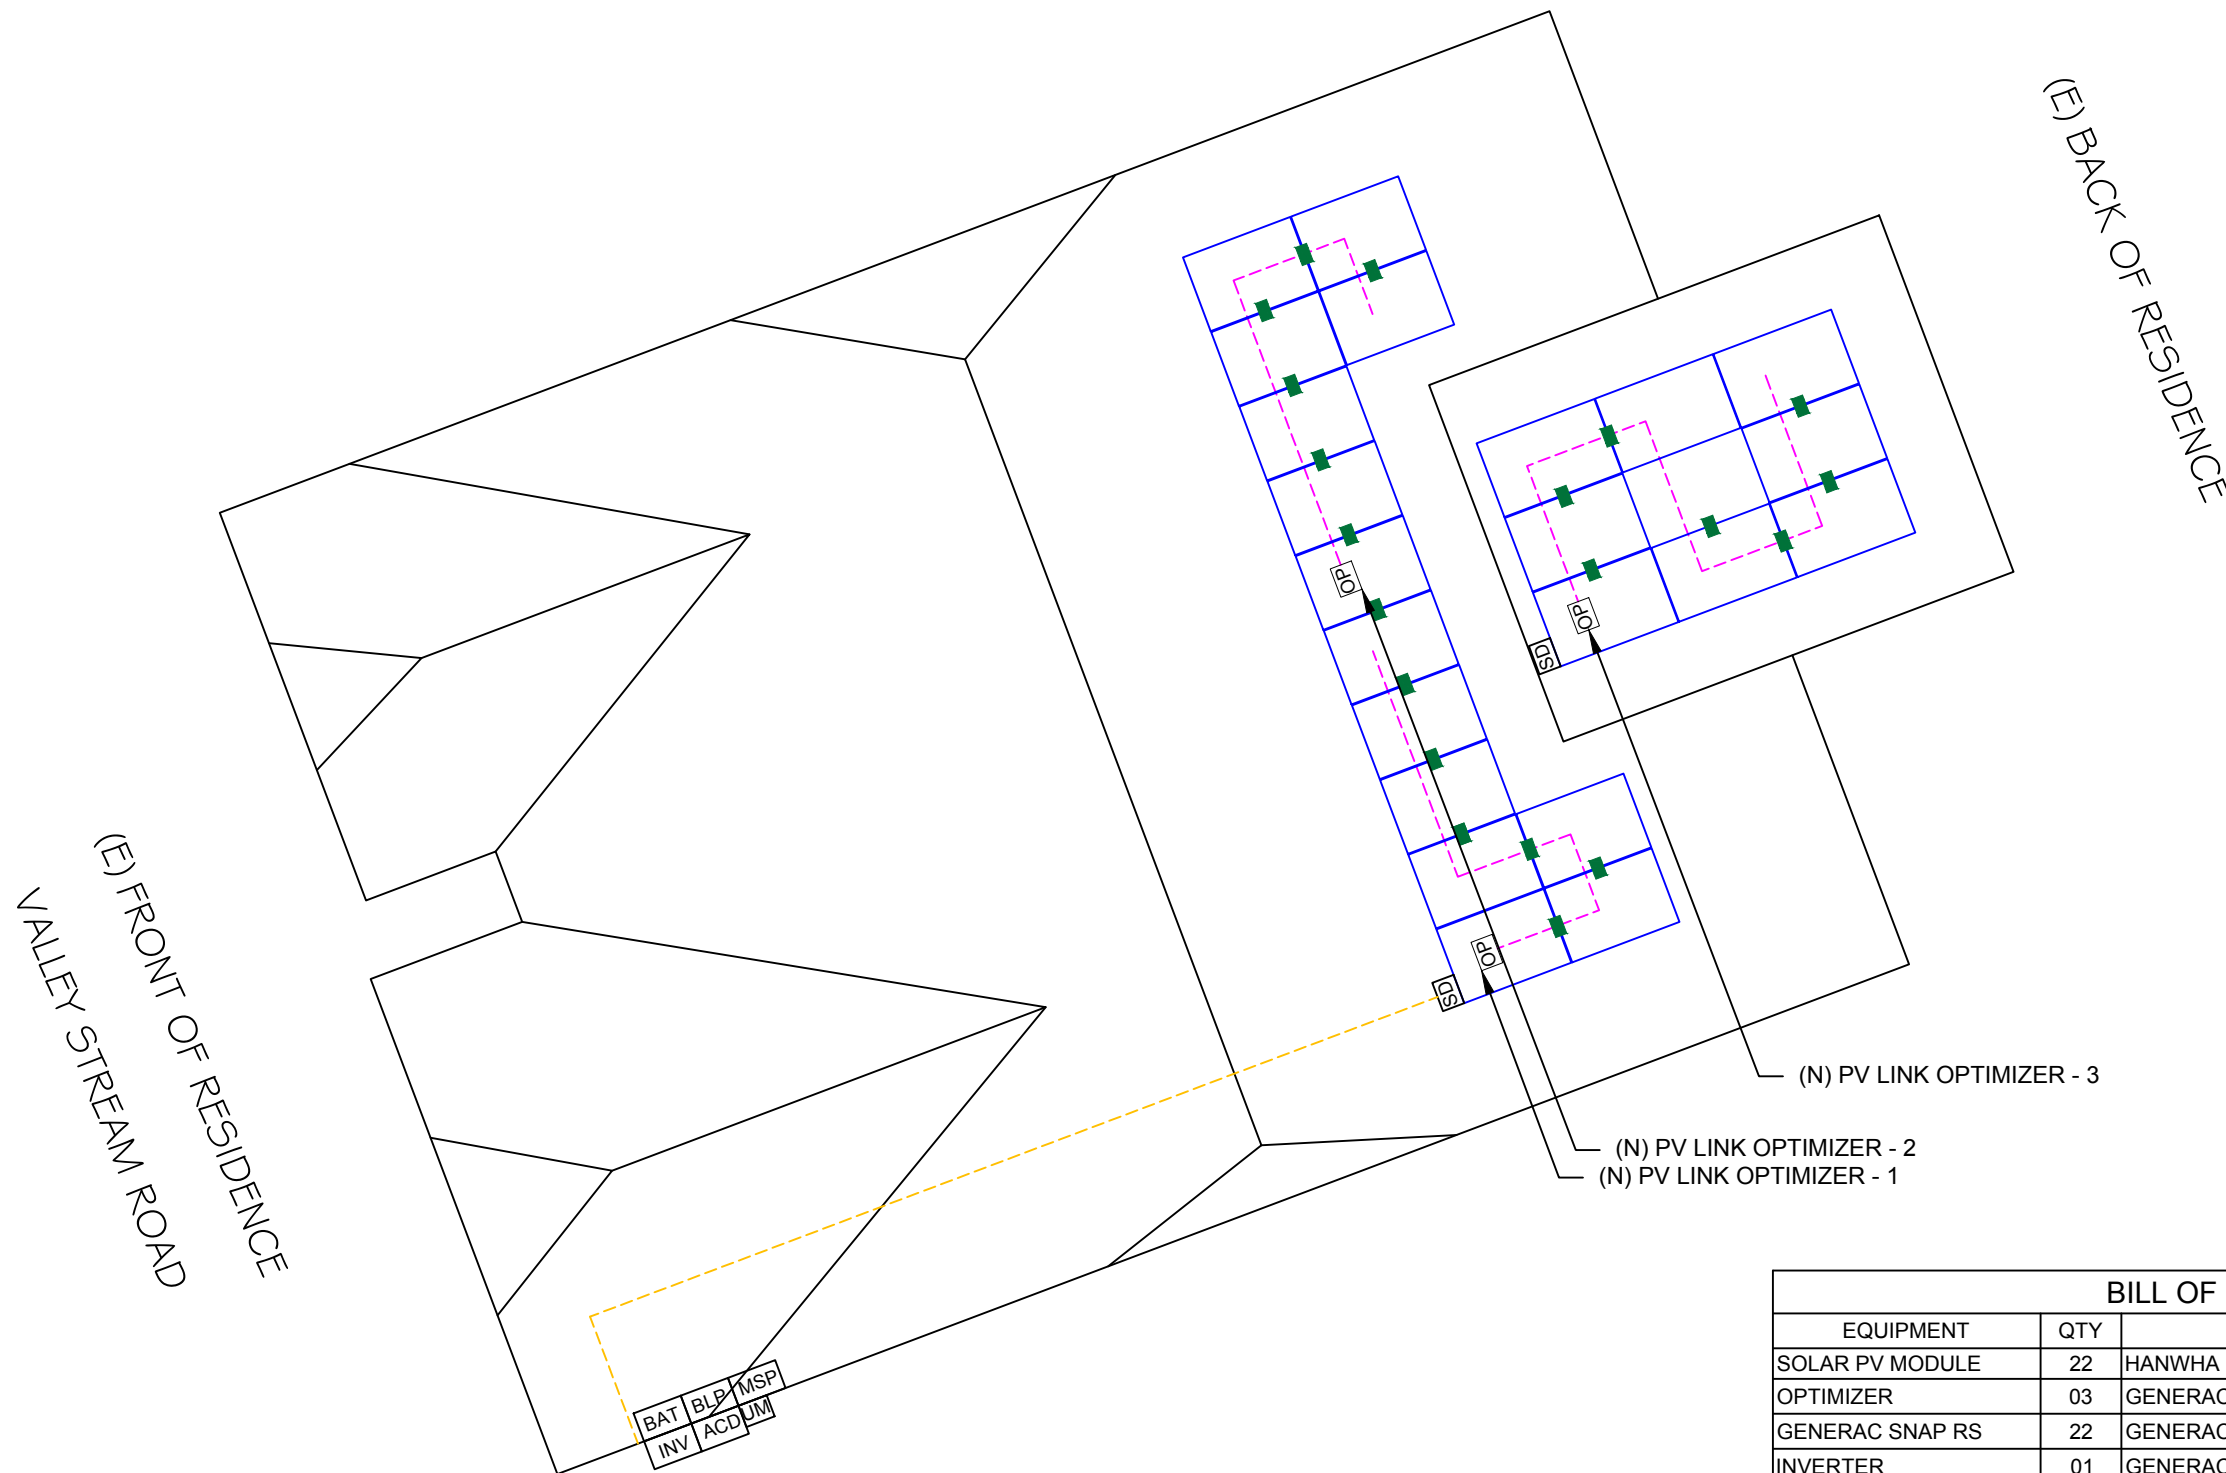 (E) BACK OF RESIDENCE
(E) FRONT OF RESIDENCE
VALLEY STREAM ROAD
OP
OP
SD
OP
SD
(N) PV LINK OPTIMIZER - 3
(N) PV LINK OPTIMIZER - 2
(N) PV LINK OPTIMIZER - 1
BAT BLP MSP
INV ACD UM
BILL OF
EQUIPMENT QTY
SOLAR PV MODULE 22 HANWHA
OPTIMIZER 03 GENERAC
GENERAC SNAP RS 22 GENERAC
INVERTER 01 GENERAC